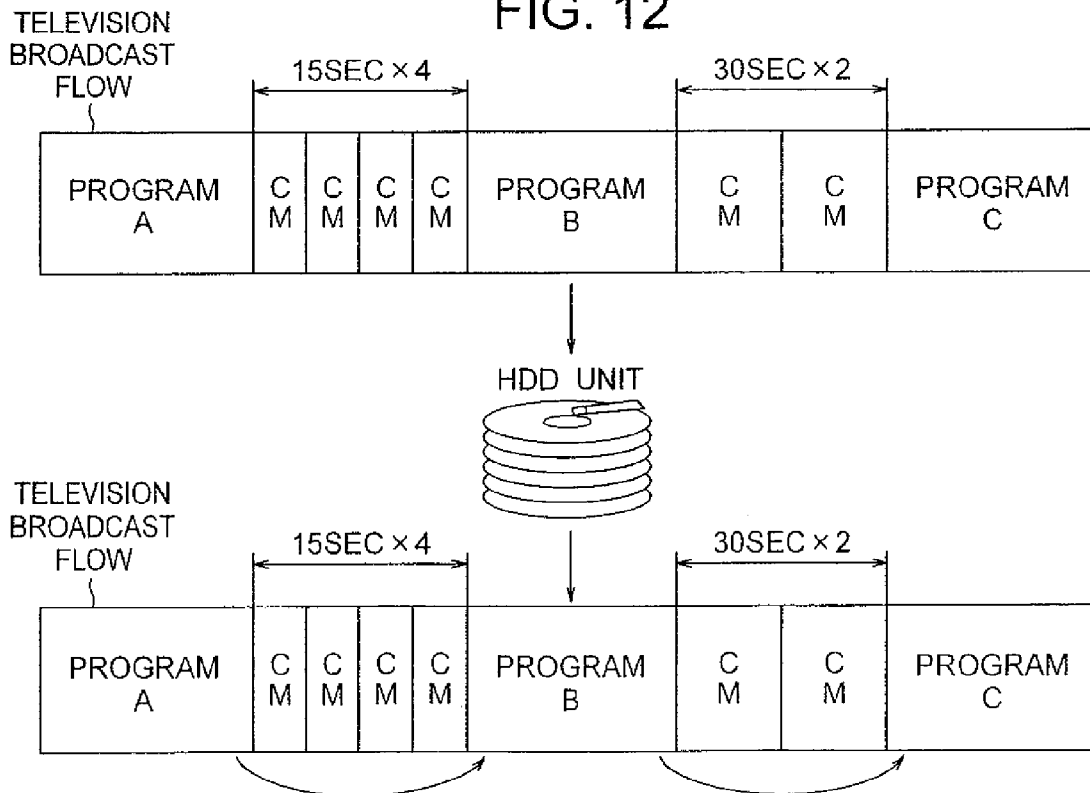 FIG. 12
TELEVISION
BROADCAST
FLOW
15SEC×4
30SEC×2
PROGRAM
A
C
M
C
M
C
M
C
M
PROGRAM
B
C
M
C
M
PROGRAM
C
HDD UNIT
TELEVISION
BROADCAST
FLOW
15SEC×4
30SEC×2
PROGRAM
A
C
M
C
M
C
M
C
M
PROGRAM
B
C
M
C
M
PROGRAM
C